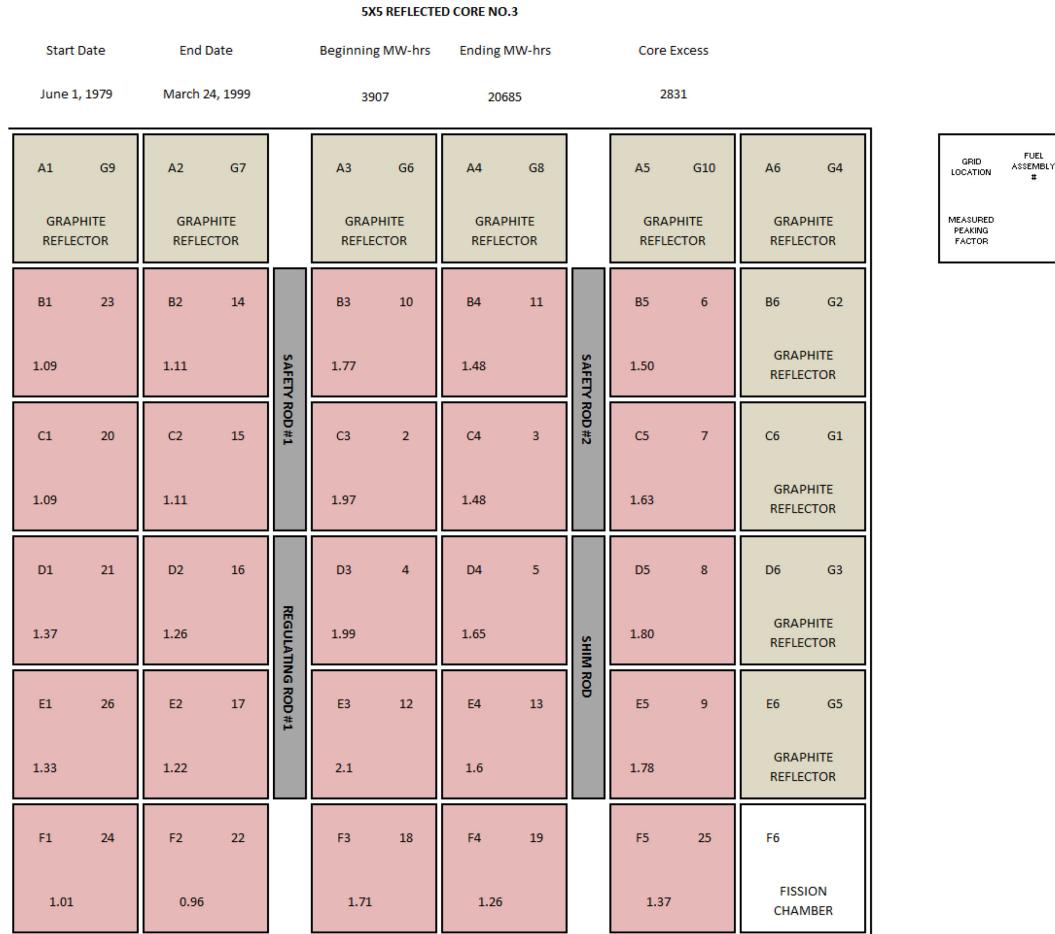 5X5 REFLECTED CORE NO.3
Start Date End Date Beginning MW-hrs Ending MW-hrs Core Excess
June 1, 1979 March 24, 1999 3907 20685 2831
A1 G9 A2 G7 A3 G6 A4 G8 A5 G10 A6 G4
GRAPHITE GRAPHITE GRAPHITE GRAPHITE GRAPHITE GRAPHITE
REFLECTOR REFLECTOR REFLECTOR REFLECTOR REFLECTOR REFLECTOR
GRID FUEL
LOCATION ASSEMBLY
#
MEASURED
PEAKING
FACTOR
B1 23 B2 14 B3 10 B4 11 B5 6 B6 G2
GRAPHITE
1.09 1.11 1.77 1.48 1.50 REFLECTOR
SAFETY ROD #1
SAFETY ROD #2
C1 20 C2 15 C3 2 C4 3 C5 7 C6 G1
GRAPHITE
1.09 1.11 1.97 1.48 1.63 REFLECTOR
D1 21 D2 16 D3 4 D4 5 D5 8 D6 G3
GRAPHITE
1.37 1.26 1.99 1.65 1.80 REFLECTOR
REGULATING ROD #1
SHIM ROD
E1 26 E2 17 E3 12 E4 13 E5 9 E6 G5
GRAPHITE
1.33 1.22 2.1 1.6 1.78 REFLECTOR
F1 24 F2 22 F3 18 F4 19 F5 25 F6
FISSION
1.01 0.96 1.71 1.26 1.37 CHAMBER